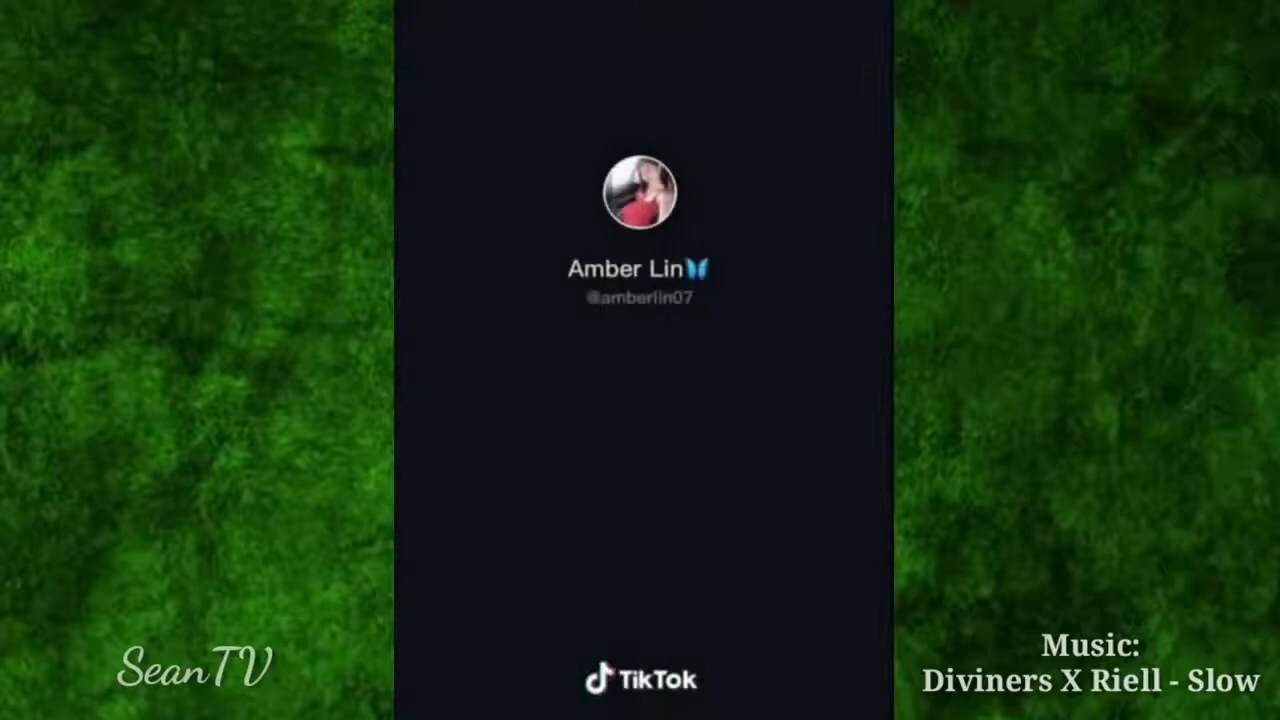 Amber Lin🦋
@amberlin07
TikTok
SeanTV
Music:
Diviners X Riell - Slow